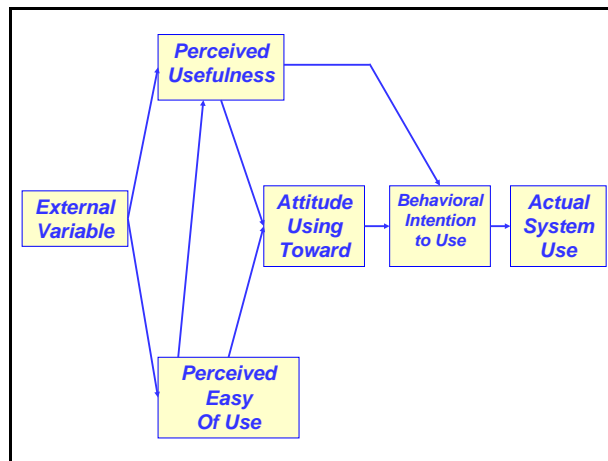 Perceived
Usefulness
External
Variable
Attitude
Using
Toward
Behavioral
Intention
to Use
Actual
System
Use
Perceived
Easy
Of Use